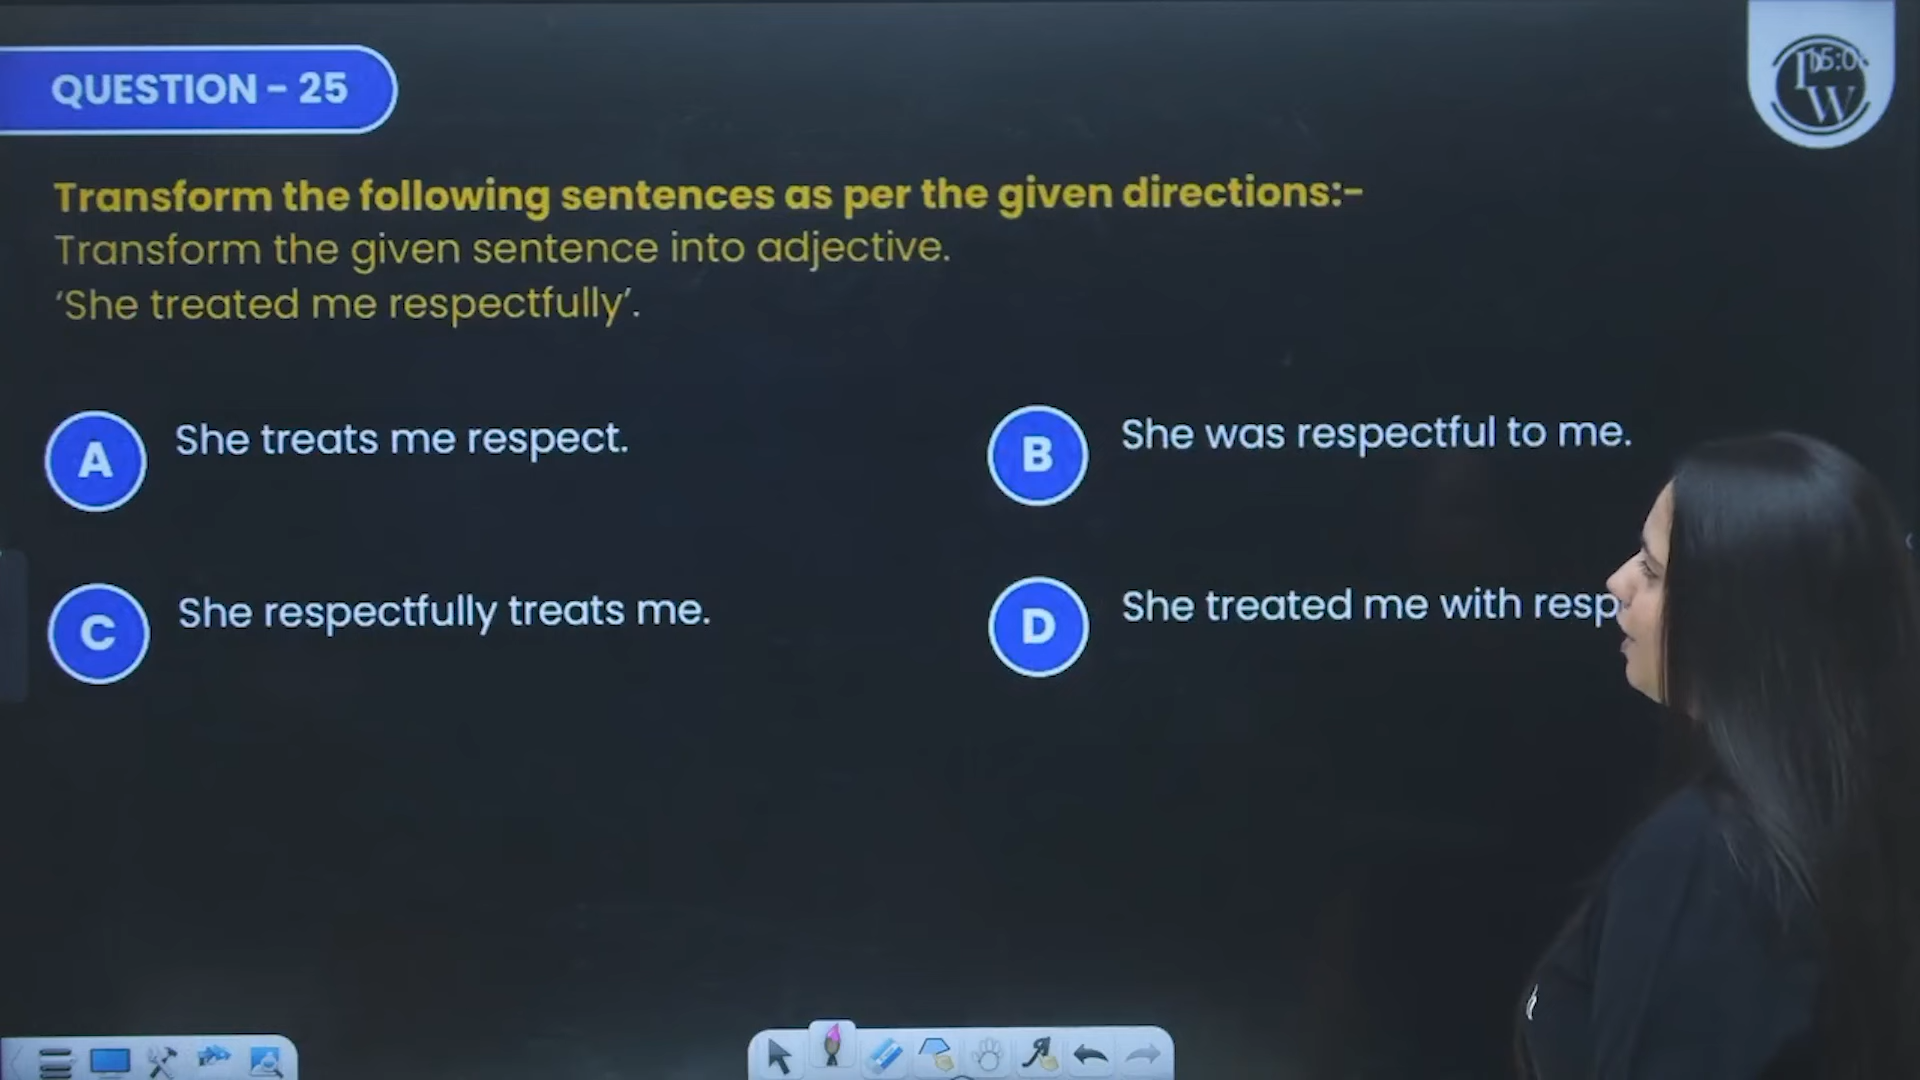 QUESTION - 25
Transform the following sentences as per the given directions:-
Transform the given sentence into adjective.
‘She treated me respectfully’.
A She treats me respect.
B She was respectful to me.
C She respectfully treats me.
D She treated me with